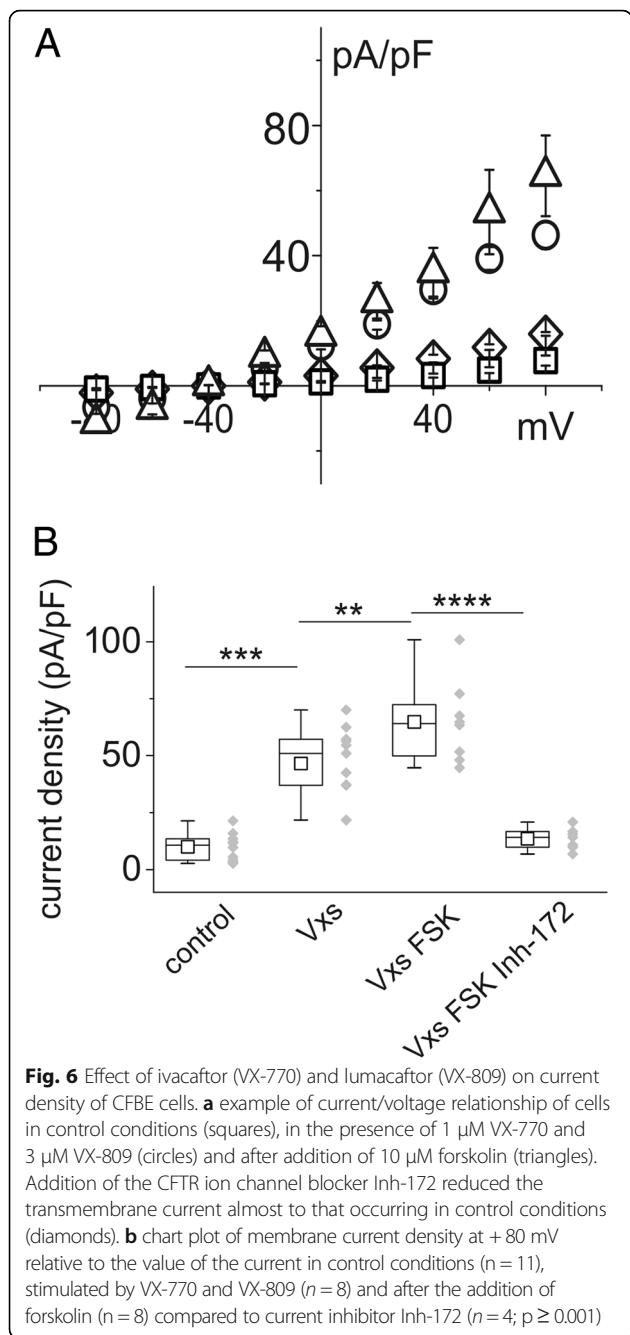 A
pA/pF
80
40
-40
40
mV
B
current density (pA/pF)
100
50
0
***
**
****
control
Vxs
Vxs FSK
Vxs FSK Inh-172
Fig. 6 Effect of ivacaftor (VX-770) and lumacaftor (VX-809) on current
density of CFBE cells. a example of current/voltage relationship of cells
in control conditions (squares), in the presence of 1 μM VX-770 and
3 μM VX-809 (circles) and after addition of 10 μM forskolin (triangles).
Addition of the CFTR ion channel blocker Inh-172 reduced the
transmembrane current almost to that occurring in control conditions
(diamonds). b chart plot of membrane current density at + 80 mV
relative to the value of the current in control conditions (n = 11),
stimulated by VX-770 and VX-809 (n = 8) and after the addition of
forskolin (n = 8) compared to current inhibitor Inh-172 (n = 4; p ≥ 0.001)